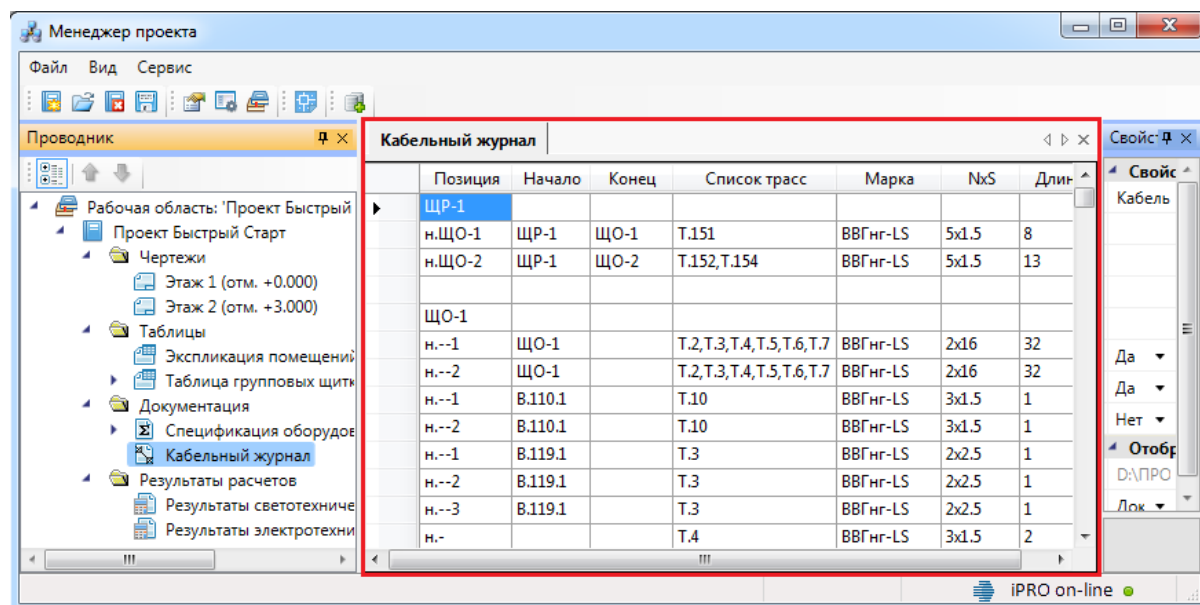 Менеджер проекта
Файл Вид Сервис
Проводник
Рабочая область: 'Проект Быстрый
Проект Быстрый Старт
Чертежи
Этаж 1 (отм. +0.000)
Этаж 2 (отм. +3.000)
Таблицы
Экспликация помещений
Таблица групповых щитк
Документация
Спецификация оборудов
Кабельный журнал
Результаты расчетов
Результаты светотехниче
Результаты электротехни
Кабельный журнал
Позиция Начало Конец Список трасс Марка NxS Длин
ЩР-1
н.ЩО-1 ЩР-1 ЩО-1 Т.151 ВВГнг-LS 5x1.5 8
н.ЩО-2 ЩР-1 ЩО-2 Т.152,Т.154 ВВГнг-LS 5x1.5 13
ЩО-1
н.--1 ЩО-1 Т.2,Т.3,Т.4,Т.5,Т.6,Т.7 ВВГнг-LS 2x16 32
н.--2 ЩО-1 Т.2,Т.3,Т.4,Т.5,Т.6,Т.7 ВВГнг-LS 2x16 32
н.--1 В.110.1 Т.10 ВВГнг-LS 3x1.5 1
н.--2 В.110.1 Т.10 ВВГнг-LS 3x1.5 1
н.--1 В.119.1 Т.3 ВВГнг-LS 2x2.5 1
н.--2 В.119.1 Т.3 ВВГнг-LS 2x2.5 1
н.--3 В.119.1 Т.3 ВВГнг-LS 2x2.5 1
н.- Т.4 ВВГнг-LS 3x1.5 2
Свойст
Свойс
Кабель
Да
Да
Нет
Отобр
D:\ПРО
Док
iPRO on-line